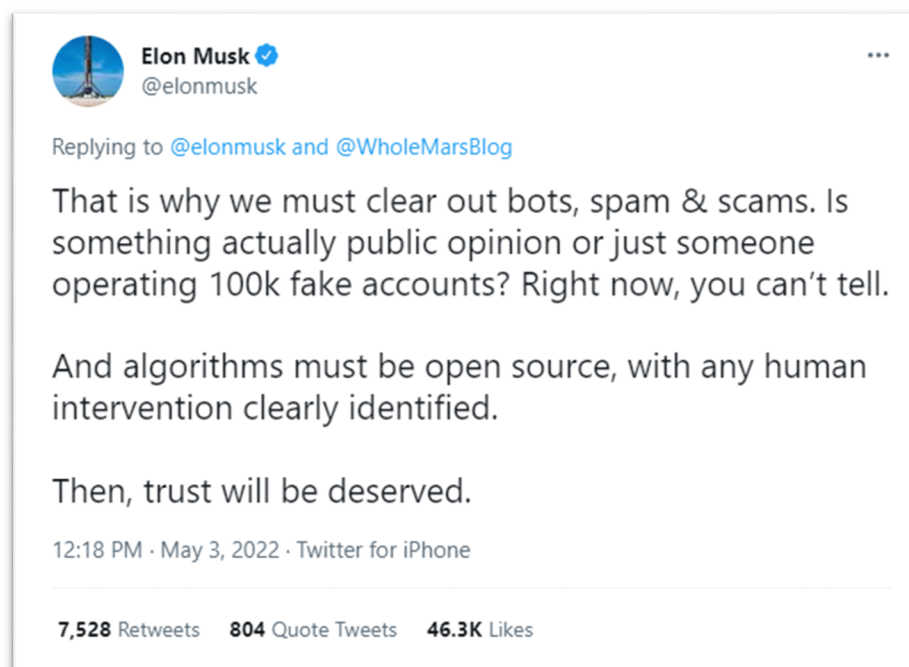 Elon Musk
@elonmusk
Replying to @elonmusk and @WholeMarsBlog
That is why we must clear out bots, spam & scams. Is
something actually public opinion or just someone
operating 100k fake accounts? Right now, you can’t tell.
And algorithms must be open source, with any human
intervention clearly identified.
Then, trust will be deserved.
12:18 PM · May 3, 2022 · Twitter for iPhone
7,528 Retweets 804 Quote Tweets 46.3K Likes